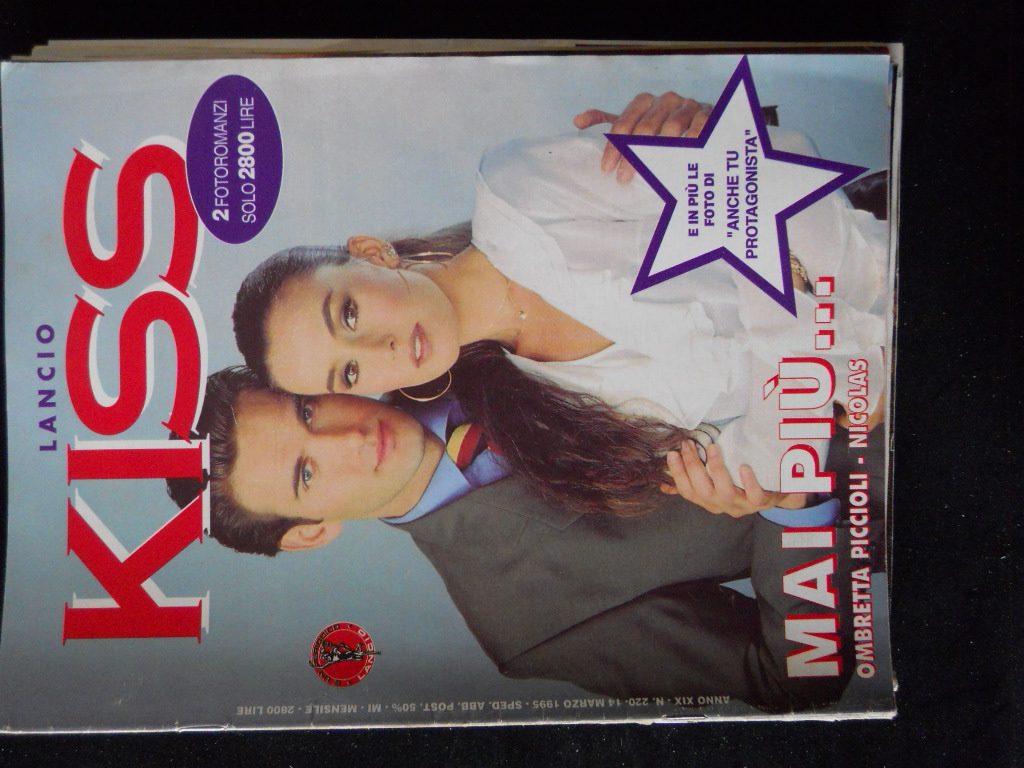 LANCIO
KISS
2 FOTOROMANZI
SOLO 2800 LIRE
E IN PIÙ LE
FOTO DI
"ANCHE TU
PROTAGONISTA"
LANCIO
ANNO XIX - N. 220 - 14 MARZO 1995 - SPED. ABB. POST. 50% - MI - MENSILE - 2800 LIRE
MAI PIÙ...
OMBRETTA PICCIOLI - NICOLAS